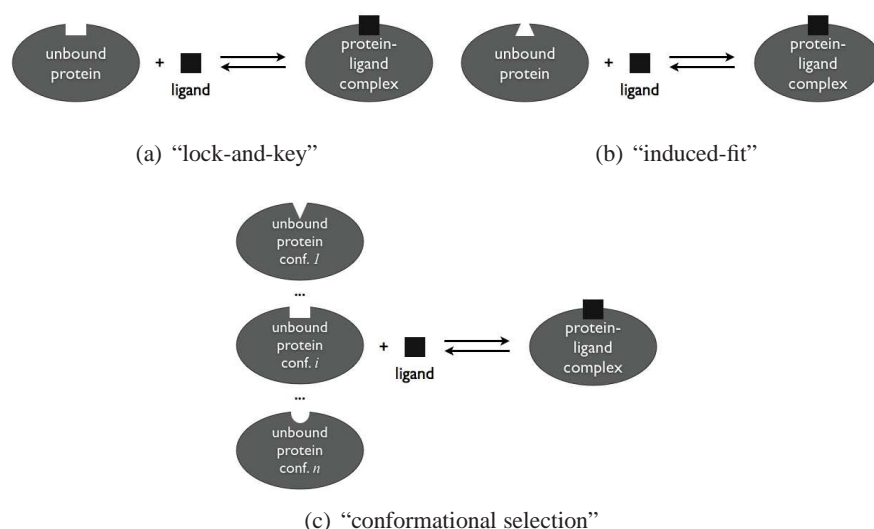 unbound
protein
+
ligand
protein-
ligand
complex
(a) “lock-and-key”
unbound
protein
+
ligand
protein-
ligand
complex
(b) “induced-fit”
unbound
protein
conf. 1
...
unbound
protein
conf. i
...
unbound
protein
conf. n
+
ligand
protein-
ligand
complex
(c) “conformational selection”